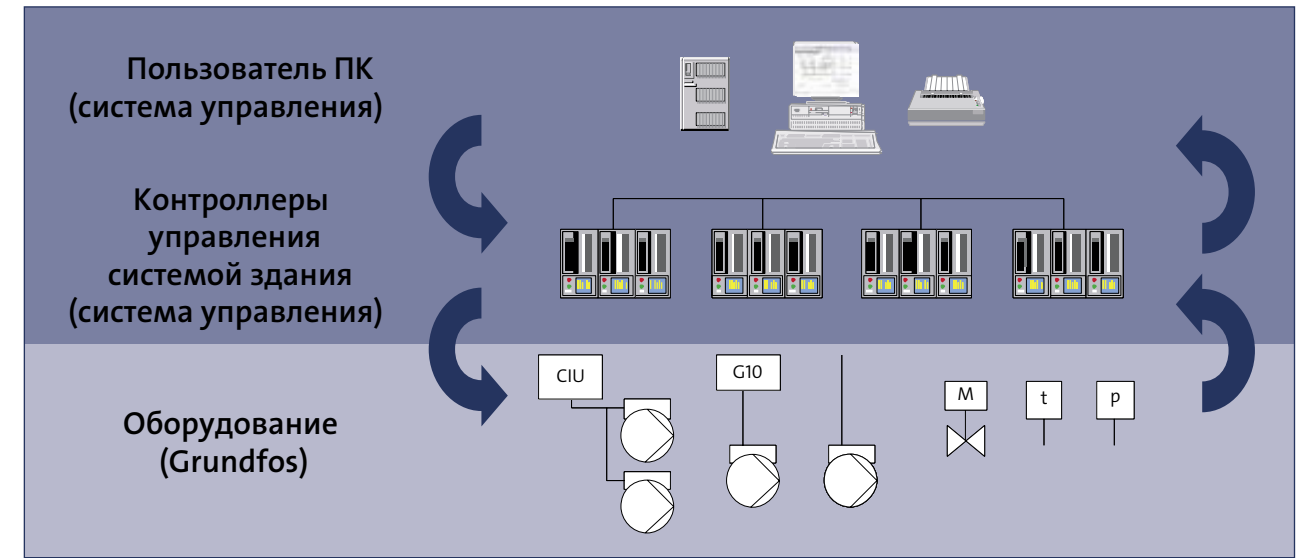 Пользователь ПК
(система управления)
Контроллеры
управления
системой здания
(система управления)
CIU
G10
M
t
p
Оборудование
(Grundfos)